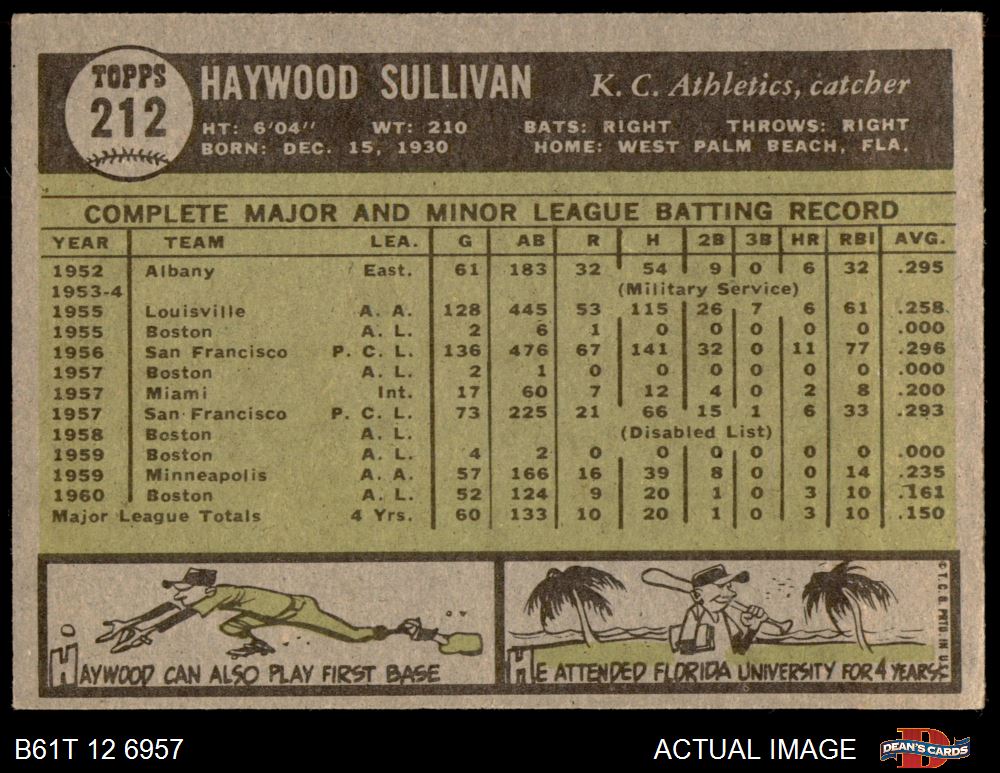 TOPPS
212
HAYWOOD SULLIVAN
K. C. Athletics, catcher
HT: 6'04" WT: 210 BATS: RIGHT THROWS: RIGHT
BORN: DEC. 15, 1930 HOME: WEST PALM BEACH, FLA.
COMPLETE MAJOR AND MINOR LEAGUE BATTING RECORD
YEAR TEAM LEA. G AB R H 2B 3B HR RBI AVG.
1952 Albany East. 61 183 32 54 9 0 6 32 .295
1953-4 (Military Service)
1955 Louisville A. A. 128 445 53 115 26 7 6 61 .258
1955 Boston A. L. 2 6 1 0 0 0 0 0 .000
1956 San Francisco P. C. L. 136 476 67 141 32 0 11 77 .296
1957 Boston A. L. 2 1 0 0 0 0 0 0 .000
1957 Miami Int. 17 60 7 12 4 0 2 8 .200
1957 San Francisco P. C. L. 73 225 21 66 15 1 6 33 .293
1958 Boston A. L. (Disabled List)
1959 Boston A. L. 4 2 0 0 0 0 0 0 .000
1959 Minneapolis A. A. 57 166 16 39 8 0 0 14 .235
1960 Boston A. L. 52 124 9 20 1 0 3 10 .161
Major League Totals 4 Yrs. 60 133 10 20 1 0 3 10 .150
HAYWOOD CAN ALSO PLAY FIRST BASE
HE ATTENDED FLORIDA UNIVERSITY FOR 4 YEARS
© T. C. G. PRTD. IN U.S.
B61T 12 6957
ACTUAL IMAGE
DEAN'S CARDS